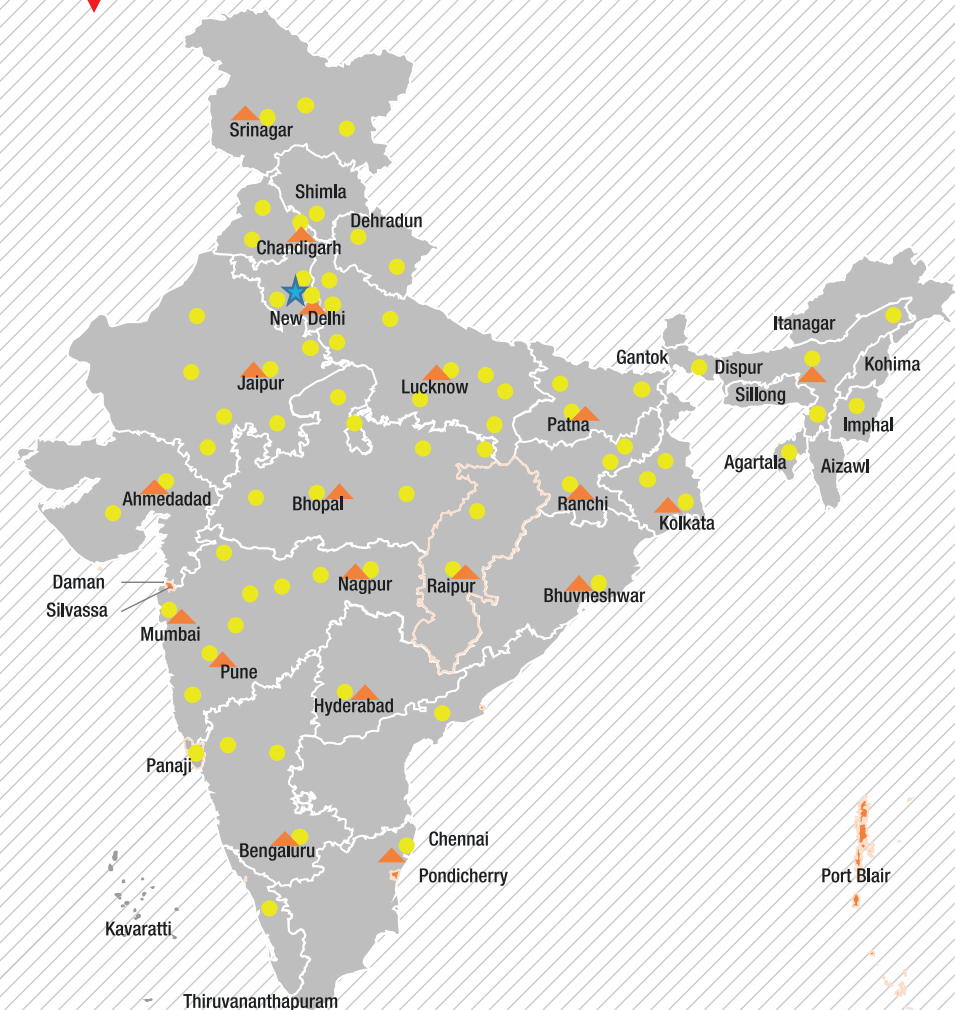 Srinagar
Shimla
Dehradun
Chandigarh
New Delhi
Itanagar
Gantok
Dispur
Kohima
Jaipur
Lucknow
Sillong
Patna
Imphal
Agartala
Aizawl
Ahmedadad
Bhopal
Ranchi
Kolkata
Daman
Nagpur
Raipur
Bhuvneshwar
Silvassa
Mumbai
Pune
Hyderabad
Panaji
Chennai
Bengaluru
Pondicherry
Port Blair
Kavaratti
Thiruvananthapuram